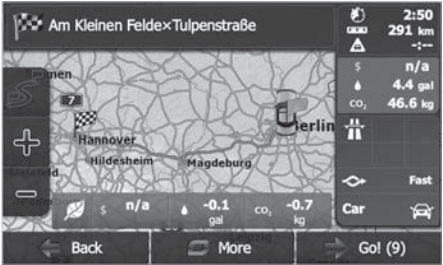 Am Kleinen Felde×Tulpenstraße
2:50
291 km
-:--
$ n/a
4.4 gal
CO₂ 46.6 kg
7
Hannover
Hildesheim
Magdeburg
erlin
Fast
Car
$ n/a
-0.1 gal
CO₂ -0.7 kg
Back
More
Go! (9)